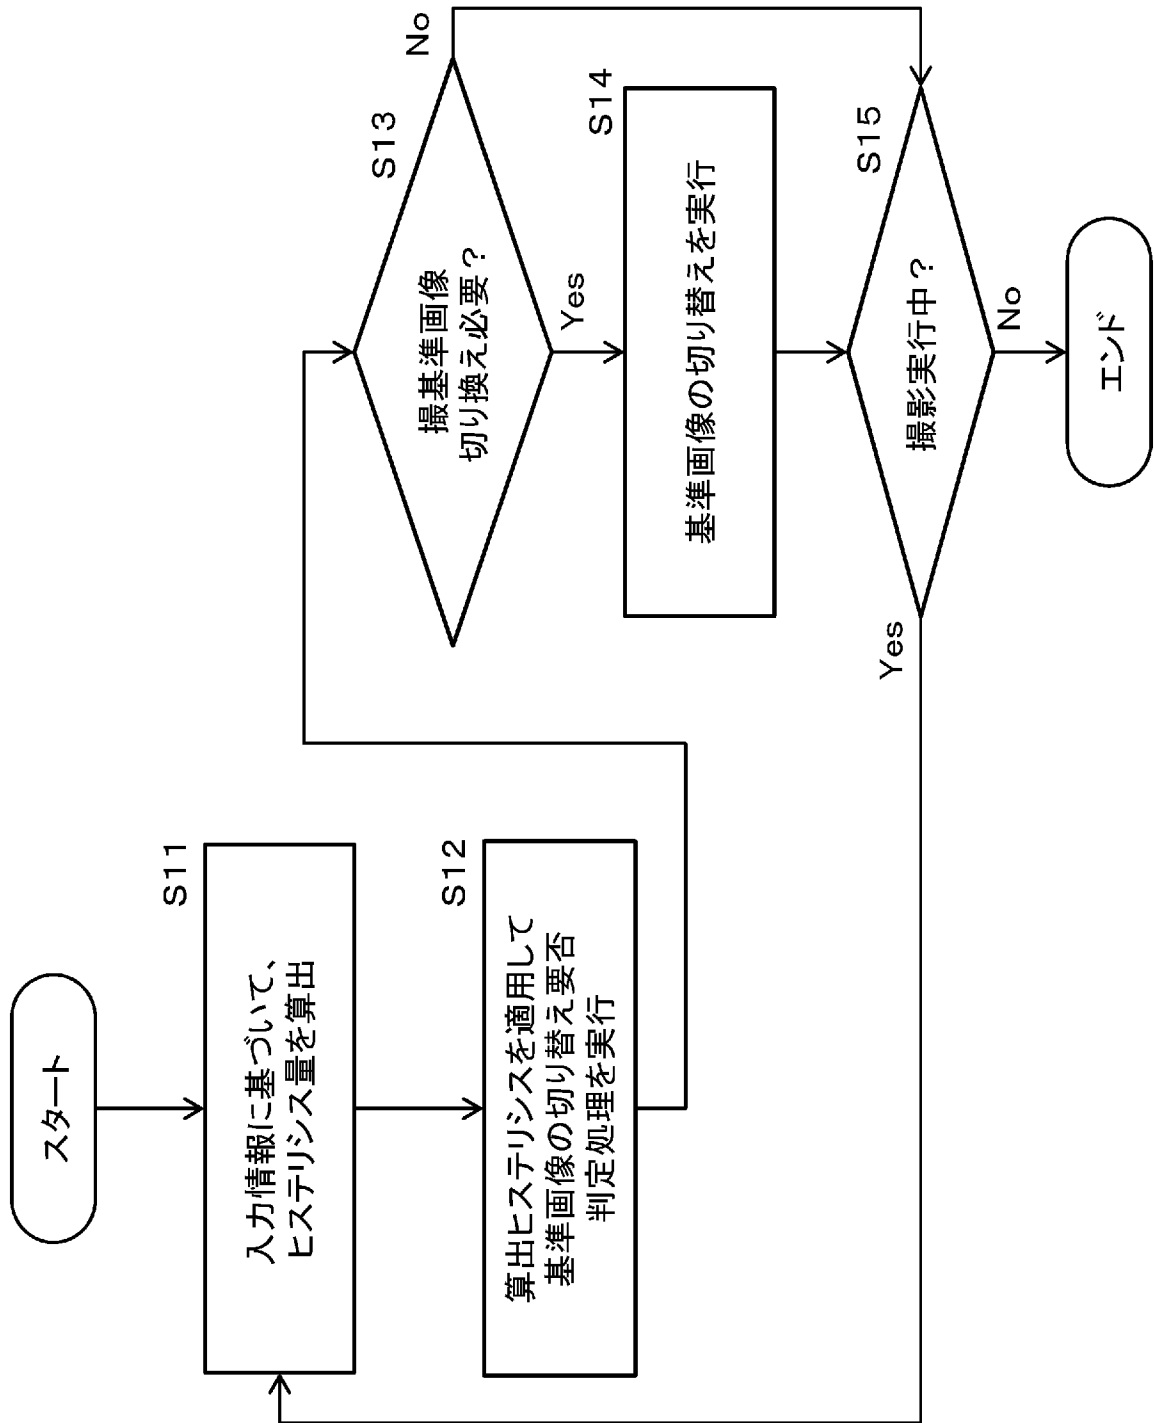 スタート
S11
入力情報に基づいて、
ヒステリシス量を算出
S12
算出ヒステリシスを適用して
基準画像の切り替え要否
判定処理を実行
S13
撮基準画像
切り換え必要？
No
Yes
S14
基準画像の切り替えを実行
S15
撮影実行中？
Yes
No
エンド